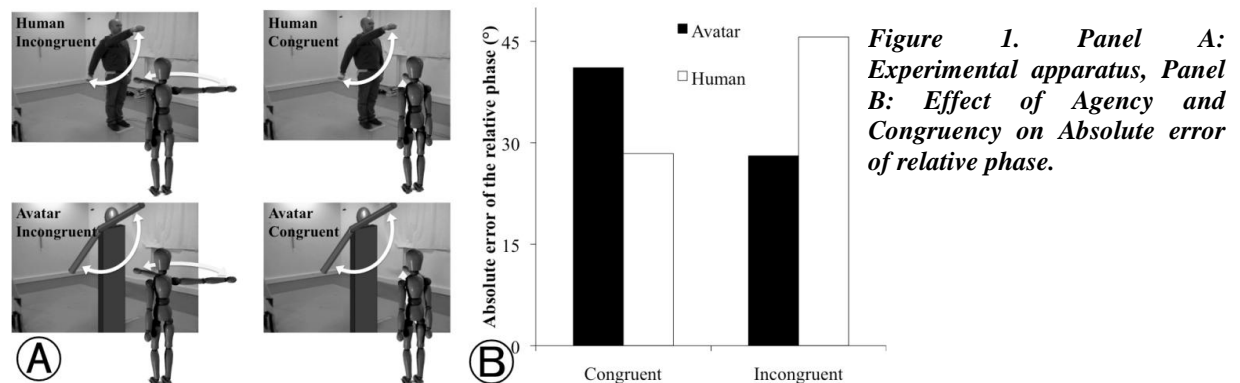 Human
Incongruent
Human
Congruent
Avatar
Incongruent
Avatar
Congruent
A
Absolute error of the relative phase (°)
45
30
15
0
Avatar
Human
Congruent
Incongruent
B
Figure 1. Panel A:
Experimental apparatus, Panel
B: Effect of Agency and
Congruency on Absolute error
of relative phase.